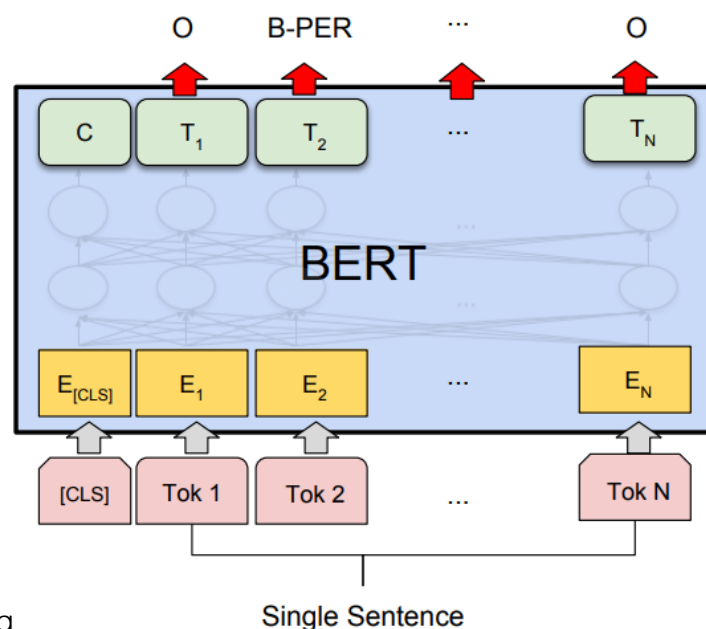 O B-PER ... O
C T1 T2 ... TN
...
BERT
...
E[CLS] E1 E2 ... EN
[CLS] Tok 1 Tok 2 ... Tok N
Single Sentence